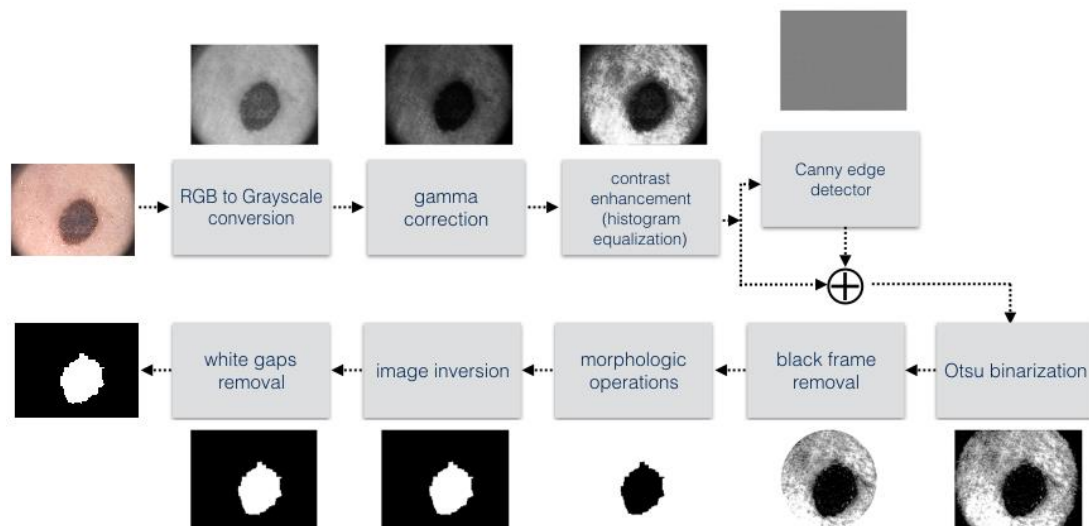 RGB to Grayscale
conversion
gamma
correction
contrast
enhancement
(histogram
equalization)
Canny edge
detector
white gaps
removal
image inversion
morphologic
operations
black frame
removal
Otsu binarization